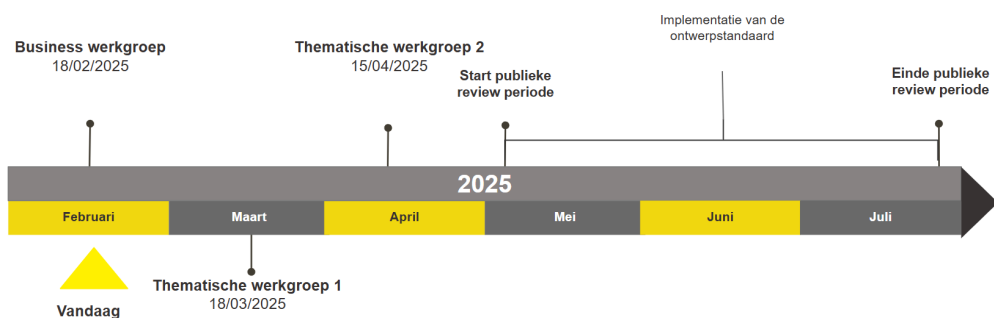 Implementatie van de
ontwerpstandaard
Business werkgroep
18/02/2025
Thematische werkgroep 2
15/04/2025
Start publieke
review periode
Einde publieke
review periode
2025
Februari
Maart
April
Mei
Juni
Juli
Thematische werkgroep 1
18/03/2025
Vandaag